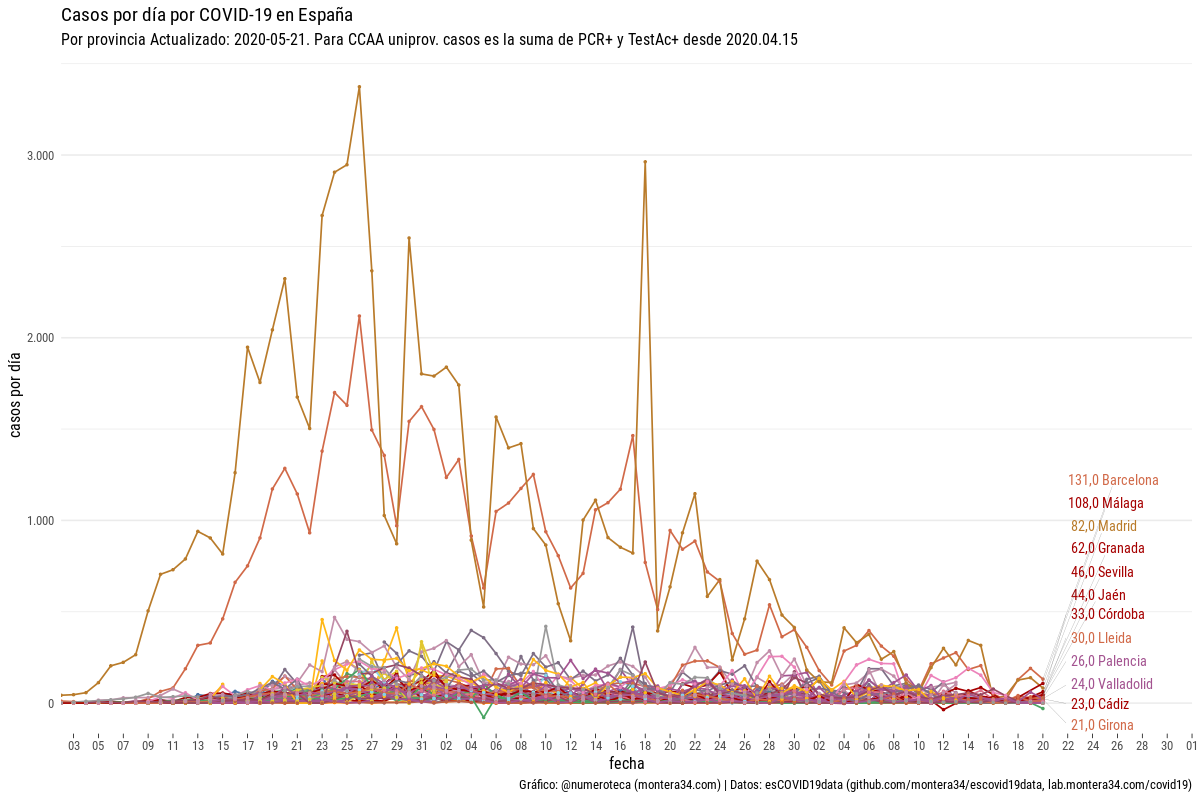 Casos por día por COVID-19 en España
Por provincia Actualizado: 2020-05-21. Para CCAA uniprov. casos es la suma de PCR+ y TestAc+ desde 2020.04.15
casos por día
3.000
2.000
1.000
0
131,0 Barcelona
108,0 Málaga
82,0 Madrid
62,0 Granada
46,0 Sevilla
44,0 Jaén
33,0 Córdoba
30,0 Lleida
26,0 Palencia
24,0 Valladolid
23,0 Cádiz
21,0 Girona
03 05 07 09 11 13 15 17 19 21 23 25 27 29 31 02 04 06 08 10 12 14 16 18 20 22 24 26 28 30 02 04 06 08 10 12 14 16 18 20 22 24 26 28 30 01
fecha
Gráfico: @numeroteca (montera34.com) | Datos: esCOVID19data (github.com/montera34/escovid19data, lab.montera34.com/covid19)